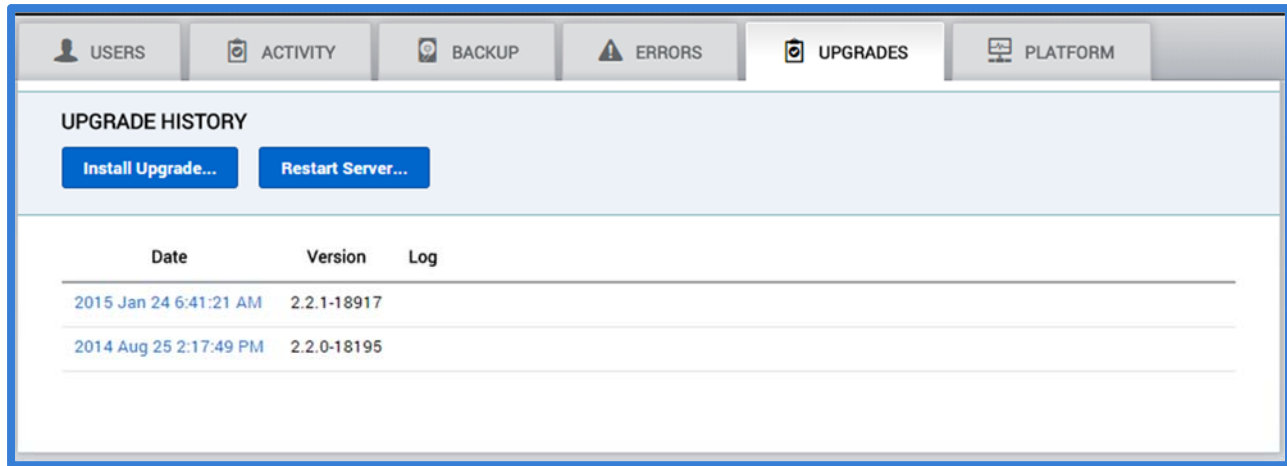 USERS ACTIVITY BACKUP ERRORS UPGRADES PLATFORM
UPGRADE HISTORY
Install Upgrade... Restart Server...
Date Version Log
2015 Jan 24 6:41:21 AM 2.2.1-18917
2014 Aug 25 2:17:49 PM 2.2.0-18195